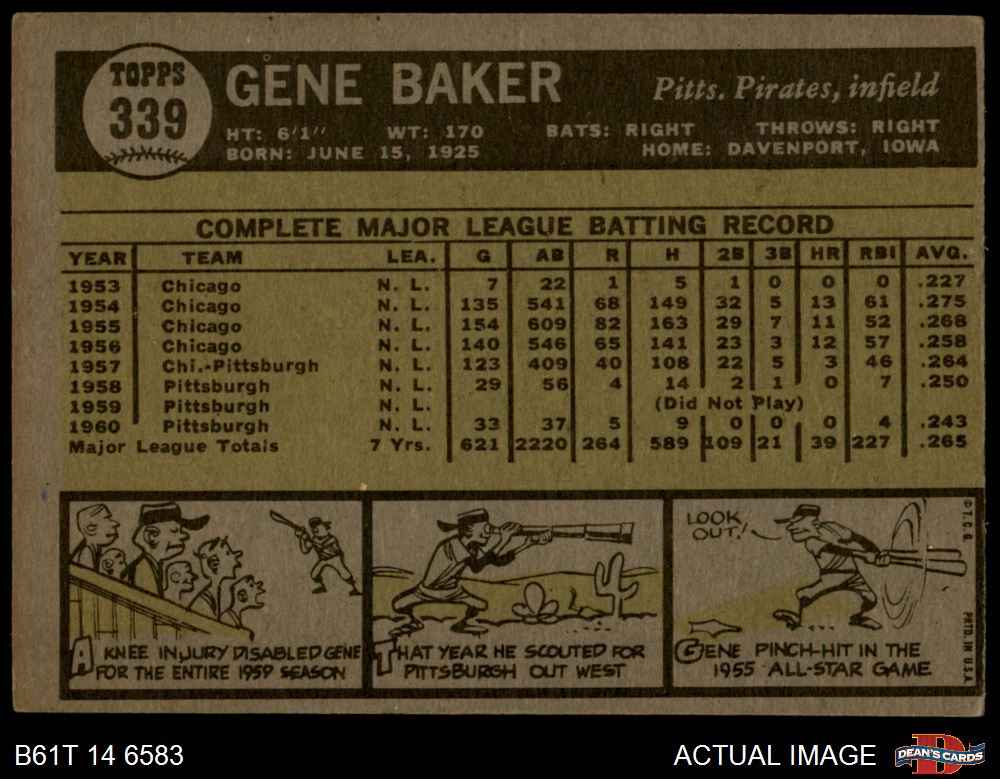 TOPPS
339
GENE BAKER
Pitts. Pirates, infield
HT: 6'1" WT: 170 BATS: RIGHT THROWS: RIGHT
BORN: JUNE 15, 1925 HOME: DAVENPORT, IOWA
COMPLETE MAJOR LEAGUE BATTING RECORD
YEAR TEAM LEA. G AB R H 2B 3B HR RBI AVG.
1953 Chicago N. L. 7 22 1 5 1 0 0 0 .227
1954 Chicago N. L. 135 541 68 149 32 5 13 61 .275
1955 Chicago N. L. 154 609 82 163 29 7 11 52 .268
1956 Chicago N. L. 140 546 65 141 23 3 12 57 .258
1957 Chi.-Pittsburgh N. L. 123 409 40 108 22 5 3 46 .264
1958 Pittsburgh N. L. 29 56 4 14 2 1 0 7 .250
1959 Pittsburgh N. L. (Did Not Play)
1960 Pittsburgh N. L. 33 37 5 9 0 0 0 4 .243
Major League Totals 7 Yrs. 621 2220 264 589 109 21 39 227 .265
A KNEE INJURY DISABLED GENE
FOR THE ENTIRE 1959 SEASON
THAT YEAR HE SCOUTED FOR
PITTSBURGH OUT WEST
LOOK
OUT!
GENE PINCH-HIT IN THE
1955 ALL-STAR GAME
© T. C. G.
PRTD. IN U.S.A.
B61T 14 6583
ACTUAL IMAGE
DEAN'S CARDS